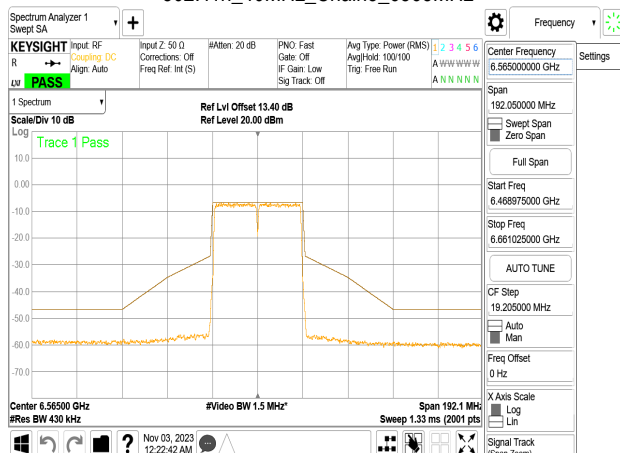 Spectrum Analyzer 1
Swept SA
Frequency
KEYSIGHT
R
LXI
PASS
Input: RF
Coupling: DC
Align: Auto
Input Z: 50 Ω
Corrections: Off
Freq Ref: Int (S)
#Atten: 20 dB
PNO: Fast
Gate: Off
IF Gain: Low
Sig Track: Off
Avg Type: Power (RMS)
Avg|Hold: 100/100
Trig: Free Run
1 2 3 4 5 6
A W W W W W
A N N N N N
1 Spectrum
Scale/Div 10 dB
Ref Lvl Offset 13.40 dB
Ref Level 20.00 dBm
Log
Trace 1 Pass
10.0
0.00
-10.0
-20.0
-30.0
-40.0
-50.0
-60.0
-70.0
Center 6.56500 GHz
#Res BW 430 kHz
#Video BW 1.5 MHz*
Span 192.1 MHz
Sweep 1.33 ms (2001 pts)
Nov 03, 2023
12:22:42 AM
Center Frequency
6.565000000 GHz
Settings
Span
192.050000 MHz
Swept Span
Zero Span
Full Span
Start Freq
6.468975000 GHz
Stop Freq
6.661025000 GHz
AUTO TUNE
CF Step
19.205000 MHz
Auto
Man
Freq Offset
0 Hz
X Axis Scale
Log
Lin
Signal Track
(Span Zoom)